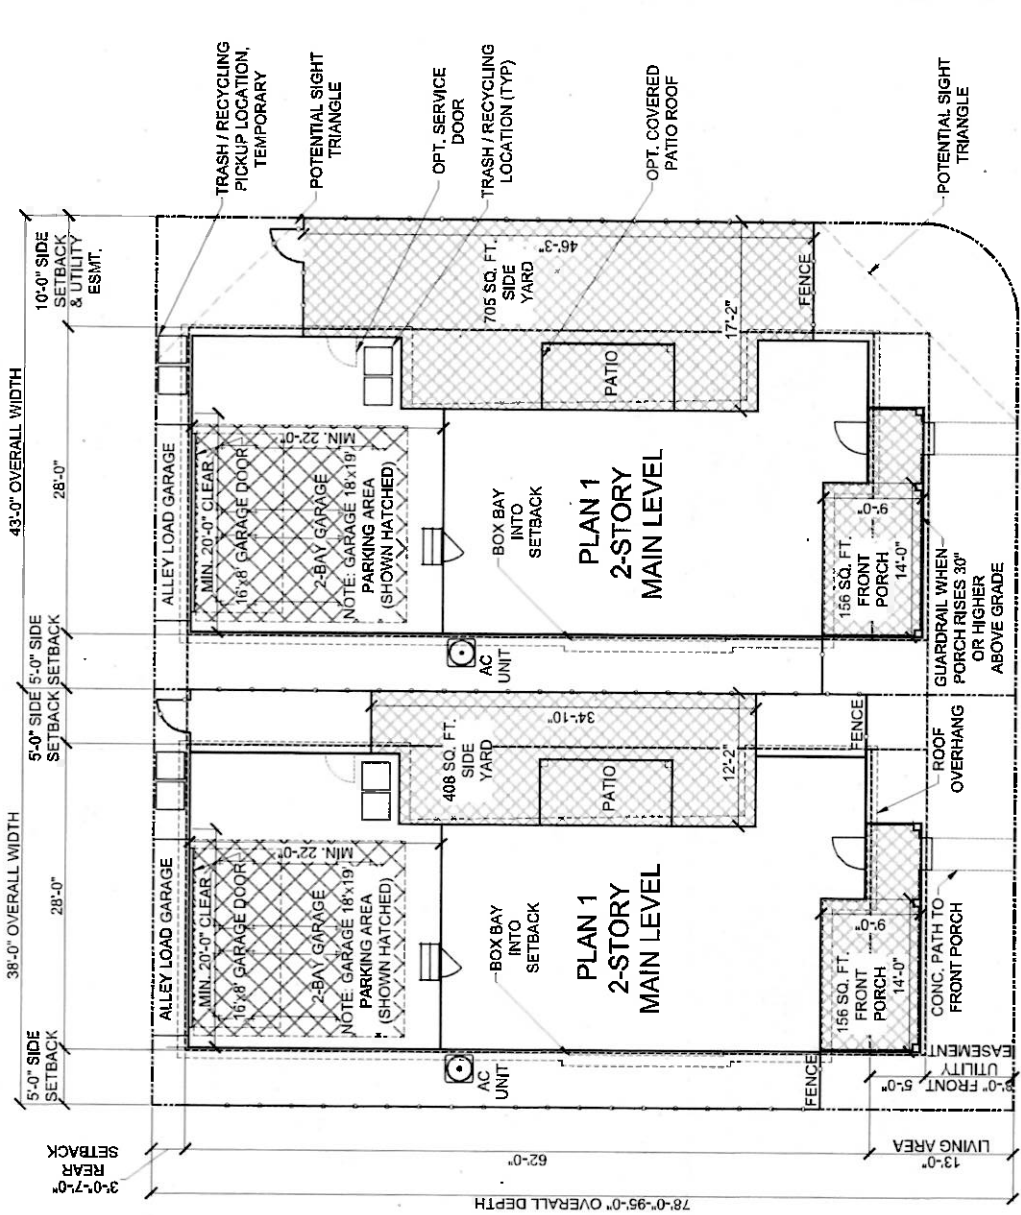 43'-0" OVERALL WIDTH
10'-0" SIDE
SETBACK
& UTILITY
ESMT.
28'-0"
5'-0" SIDE
SETBACK
38'-0" OVERALL WIDTH
5'-0" SIDE
SETBACK
28'-0"
5'-0" SIDE
SETBACK
TRASH / RECYCLING
PICKUP LOCATION,
TEMPORARY
POTENTIAL SIGHT
TRIANGLE
OPT. SERVICE
DOOR
TRASH / RECYCLING
LOCATION (TYP)
OPT. COVERED
PATIO ROOF
POTENTIAL SIGHT
TRIANGLE
ALLEY LOAD GARAGE
MIN. 20'-0" CLEAR
16'x8' GARAGE DOOR
MIN. 22'-0"
2-BAY GARAGE
NOTE: GARAGE 18'x19'
PARKING AREA
(SHOWN HATCHED)
705 SQ. FT.
SIDE
YARD
46'-3"
17'-2"
FENCE
PATIO
BOX BAY
INTO
SETBACK
PLAN 1
2-STORY
MAIN LEVEL
156 SQ. FT.
FRONT
PORCH
14'-0"
9'-0"
AC
UNIT
GUARDRAIL WHEN
PORCH RISES 30"
OR HIGHER
ABOVE GRADE
ALLEY LOAD GARAGE
MIN. 20'-0" CLEAR
16'x8' GARAGE DOOR
MIN. 22'-0"
2-BAY GARAGE
NOTE: GARAGE 18'x19'
PARKING AREA
(SHOWN HATCHED)
408 SQ. FT.
SIDE
YARD
34'-10"
12'-2"
FENCE
PATIO
BOX BAY
INTO
SETBACK
PLAN 1
2-STORY
MAIN LEVEL
156 SQ. FT.
FRONT
PORCH
14'-0"
9'-0"
ROOF
OVERHANG
CONC. PATH TO
FRONT PORCH
AC
UNIT
FENCE
5'-0"
8'-0" FRONT
UTILITY
EASEMENT
3'-0"-7'-0"
REAR
SETBACK
62'-0"
13'-0"
LIVING AREA
78'-0"-95'-0" OVERALL DEPTH